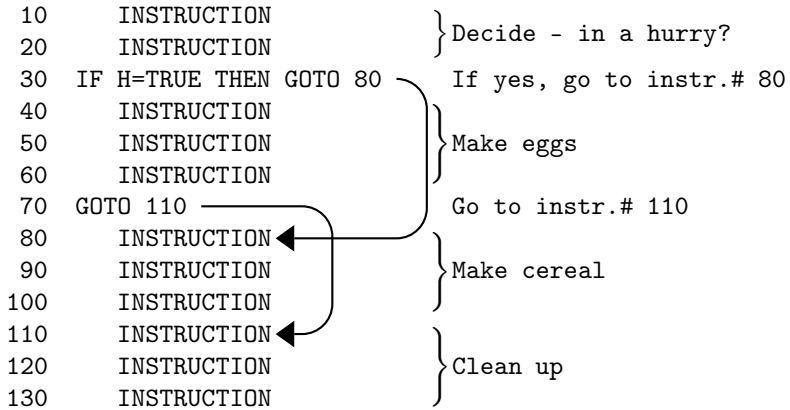 10 INSTRUCTION
20 INSTRUCTION
Decide - in a hurry?
30 IF H=TRUE THEN GOTO 80 If yes, go to instr.# 80
40 INSTRUCTION
50 INSTRUCTION Make eggs
60 INSTRUCTION
70 GOTO 110 Go to instr.# 110
80 INSTRUCTION
90 INSTRUCTION Make cereal
100 INSTRUCTION
110 INSTRUCTION
120 INSTRUCTION Clean up
130 INSTRUCTION